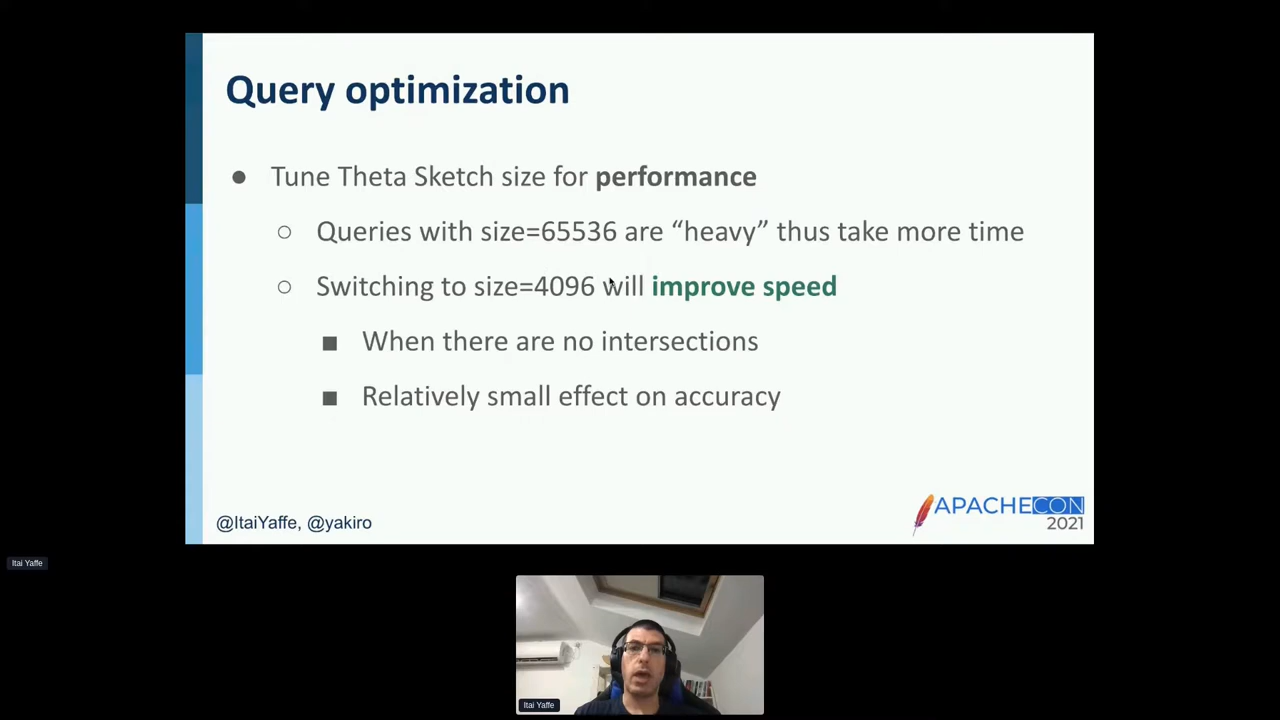 Query optimization
● Tune Theta Sketch size for performance
○ Queries with size=65536 are “heavy” thus take more time
○ Switching to size=4096 will improve speed
■ When there are no intersections
■ Relatively small effect on accuracy
@ItaiYaffe, @yakiro
APACHECON
2021
Itai Yaffe
Itai Yaffe